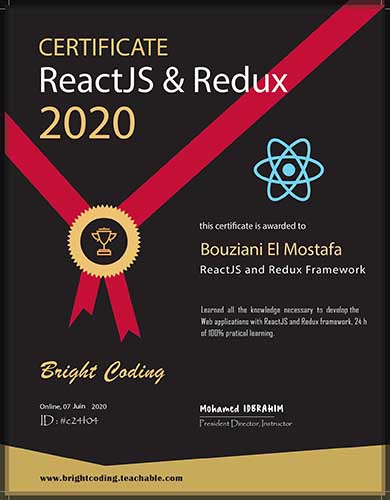 CERTIFICATE
ReactJS & Redux
2020
this certificate is awarded to
Bouziani El Mostafa
ReactJS and Redux Framework
Learned all the knowledge necessary to develop the
Web applications with ReactJS and Redux framework, 24 h
of 100% pratical learning.
Bright Coding
Online, 07 Juin 2020
ID : #c24t04
Mohamed IDBRAHIM
President Director, Instructor
www.brightcoding.teachable.com